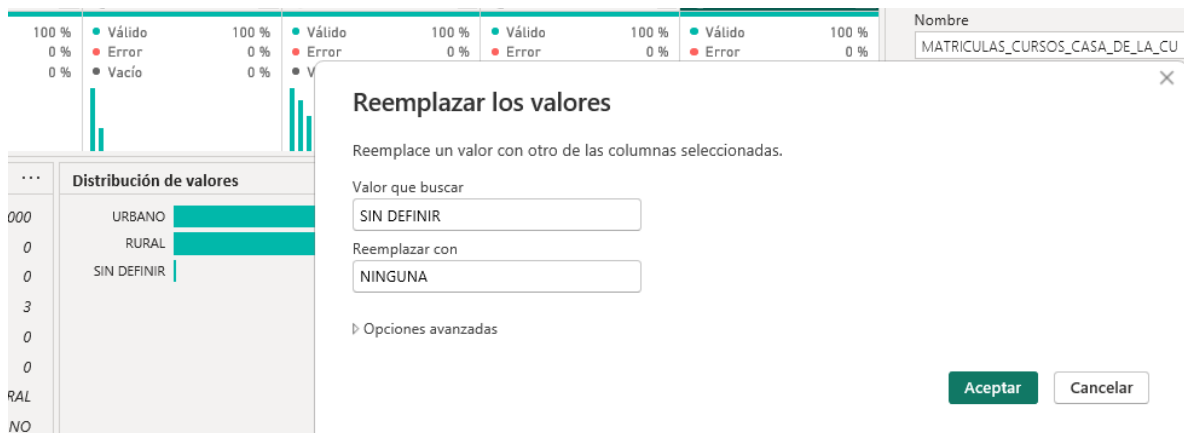 100 % • Válido 100 % • Válido 100 % • Válido 100 % • Válido 100 %
0 % • Error 0 % • Error 0 % • Error 0 % • Error 0 %
0 % • Vacío 0 % • V
Nombre
MATRICULAS_CURSOS_CASA_DE_LA_CU
Reemplazar los valores
Reemplace un valor con otro de las columnas seleccionadas.
Valor que buscar
SIN DEFINIR
Reemplazar con
NINGUNA
Opciones avanzadas
Aceptar Cancelar
... Distribución de valores
000 URBANO
0 RURAL
0 SIN DEFINIR
3
0
0
RAL
NO